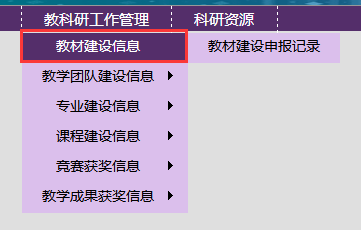 教科研工作管理 科研资源
教材建设信息 教材建设申报记录
教学团队建设信息
专业建设信息
课程建设信息
竞赛获奖信息
教学成果获奖信息